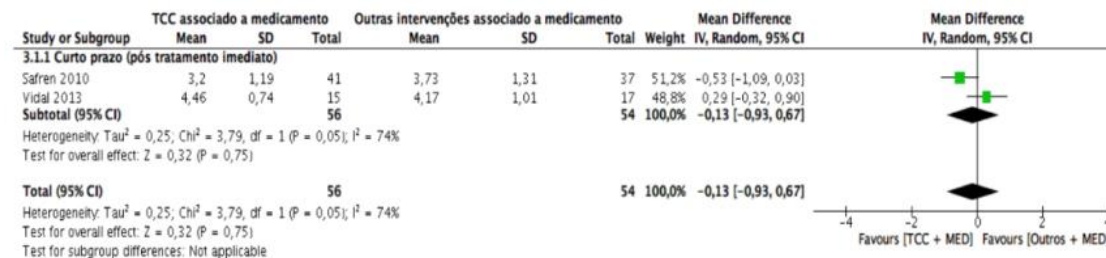 TCC associado a medicamento Outras intervenções associado a medicamento Mean Difference Mean Difference
Study or Subgroup Mean SD Total Mean SD Total Weight IV, Random, 95% CI IV, Random, 95% CI
3.1.1 Curto prazo (pós tratamento imediato)
Safren 2010 3,2 1,19 41 3,73 1,31 37 51,2% -0,53 [-1,09, 0,03]
Vidal 2013 4,46 0,74 15 4,17 1,01 17 48,8% 0,29 [-0,32, 0,90]
Subtotal (95% CI) 56 54 100,0% -0,13 [-0,93, 0,67]
Heterogeneity: Tau² = 0,25; Chi² = 3,79, df = 1 (P = 0,05); I² = 74%
Test for overall effect: Z = 0,32 (P = 0,75)
Total (95% CI) 56 54 100,0% -0,13 [-0,93, 0,67]
Heterogeneity: Tau² = 0,25; Chi² = 3,79, df = 1 (P = 0,05); I² = 74%
Test for overall effect: Z = 0,32 (P = 0,75)
Test for subgroup differences: Not applicable
-4 -2 0 2 4
Favours [TCC + MED] Favours [Outros + MED